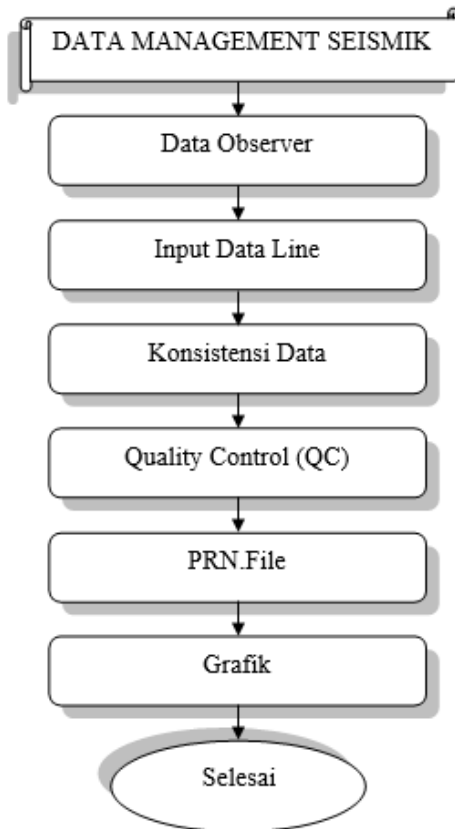 DATA MANAGEMENT SEISMIK
Data Observer
Input Data Line
Konsistensi Data
Quality Control (QC)
PRN.File
Grafik
Selesai